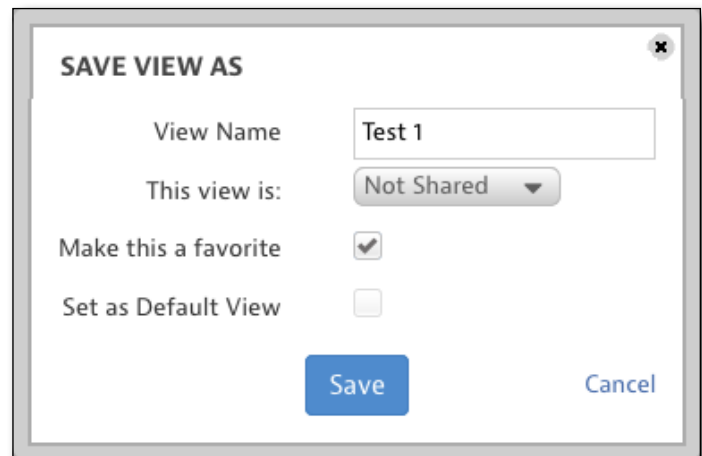 SAVE VIEW AS
View Name Test 1
This view is: Not Shared
Make this a favorite
Set as Default View
Save Cancel